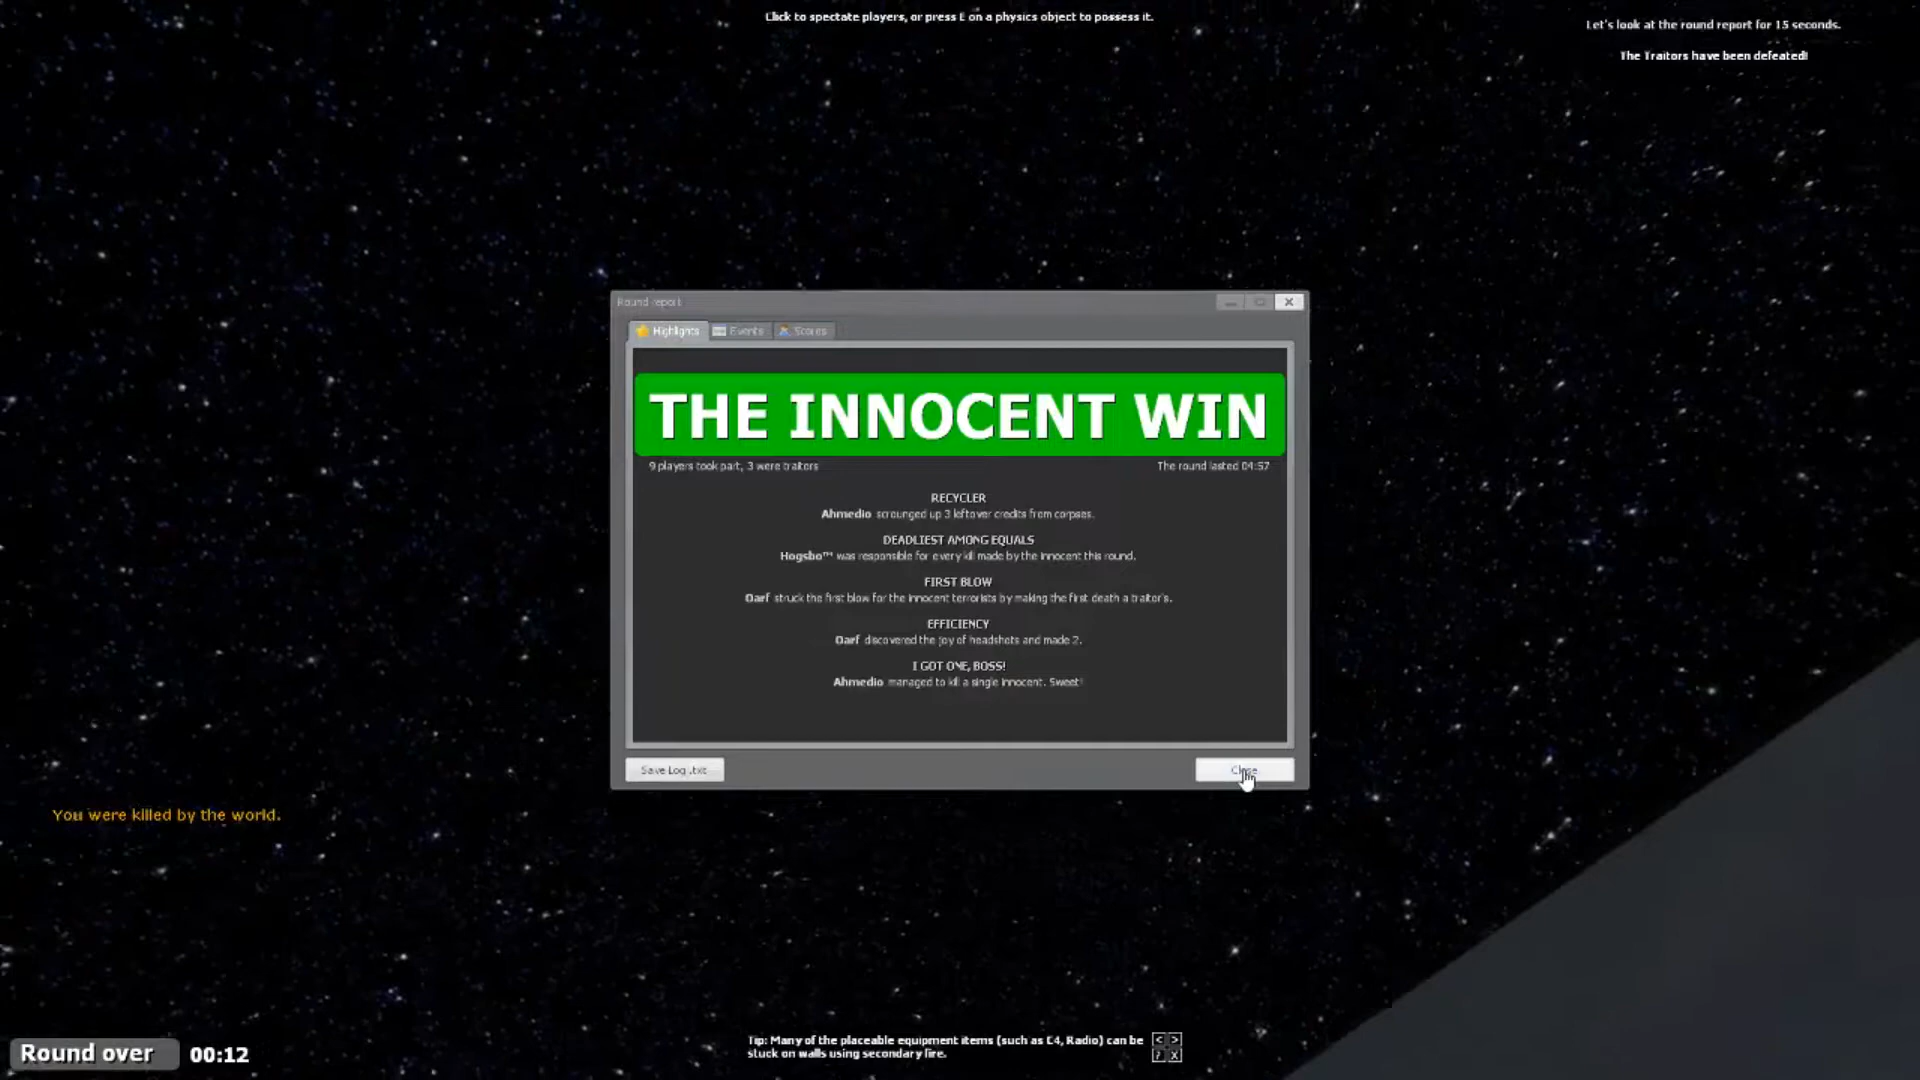 Click to spectate players, or press E on a physics object to possess it.
Let's look at the round report for 15 seconds.
The Traitors have been defeated!
Round report
Highlights
Events
Scores
THE INNOCENT WIN
9 players took part, 3 were traitors
The round lasted 04:57
RECYCLER
Ahmedio scrounged up 3 leftover credits from corpses.
DEADLIEST AMONG EQUALS
Hogsbo™ was responsible for every kill made by the innocent this round.
FIRST BLOW
Oarf struck the first blow for the innocent terrorists by making the first death a traitor's.
EFFICIENCY
Oarf discovered the joy of headshots and made 2.
I GOT ONE, BOSS!
Ahmedio managed to kill a single innocent. Sweet!
Save Log .txt
Close
You were killed by the world.
Round over 00:12
Tip: Many of the placeable equipment items (such as C4, Radio) can be
stuck on walls using secondary fire.
< >
? X